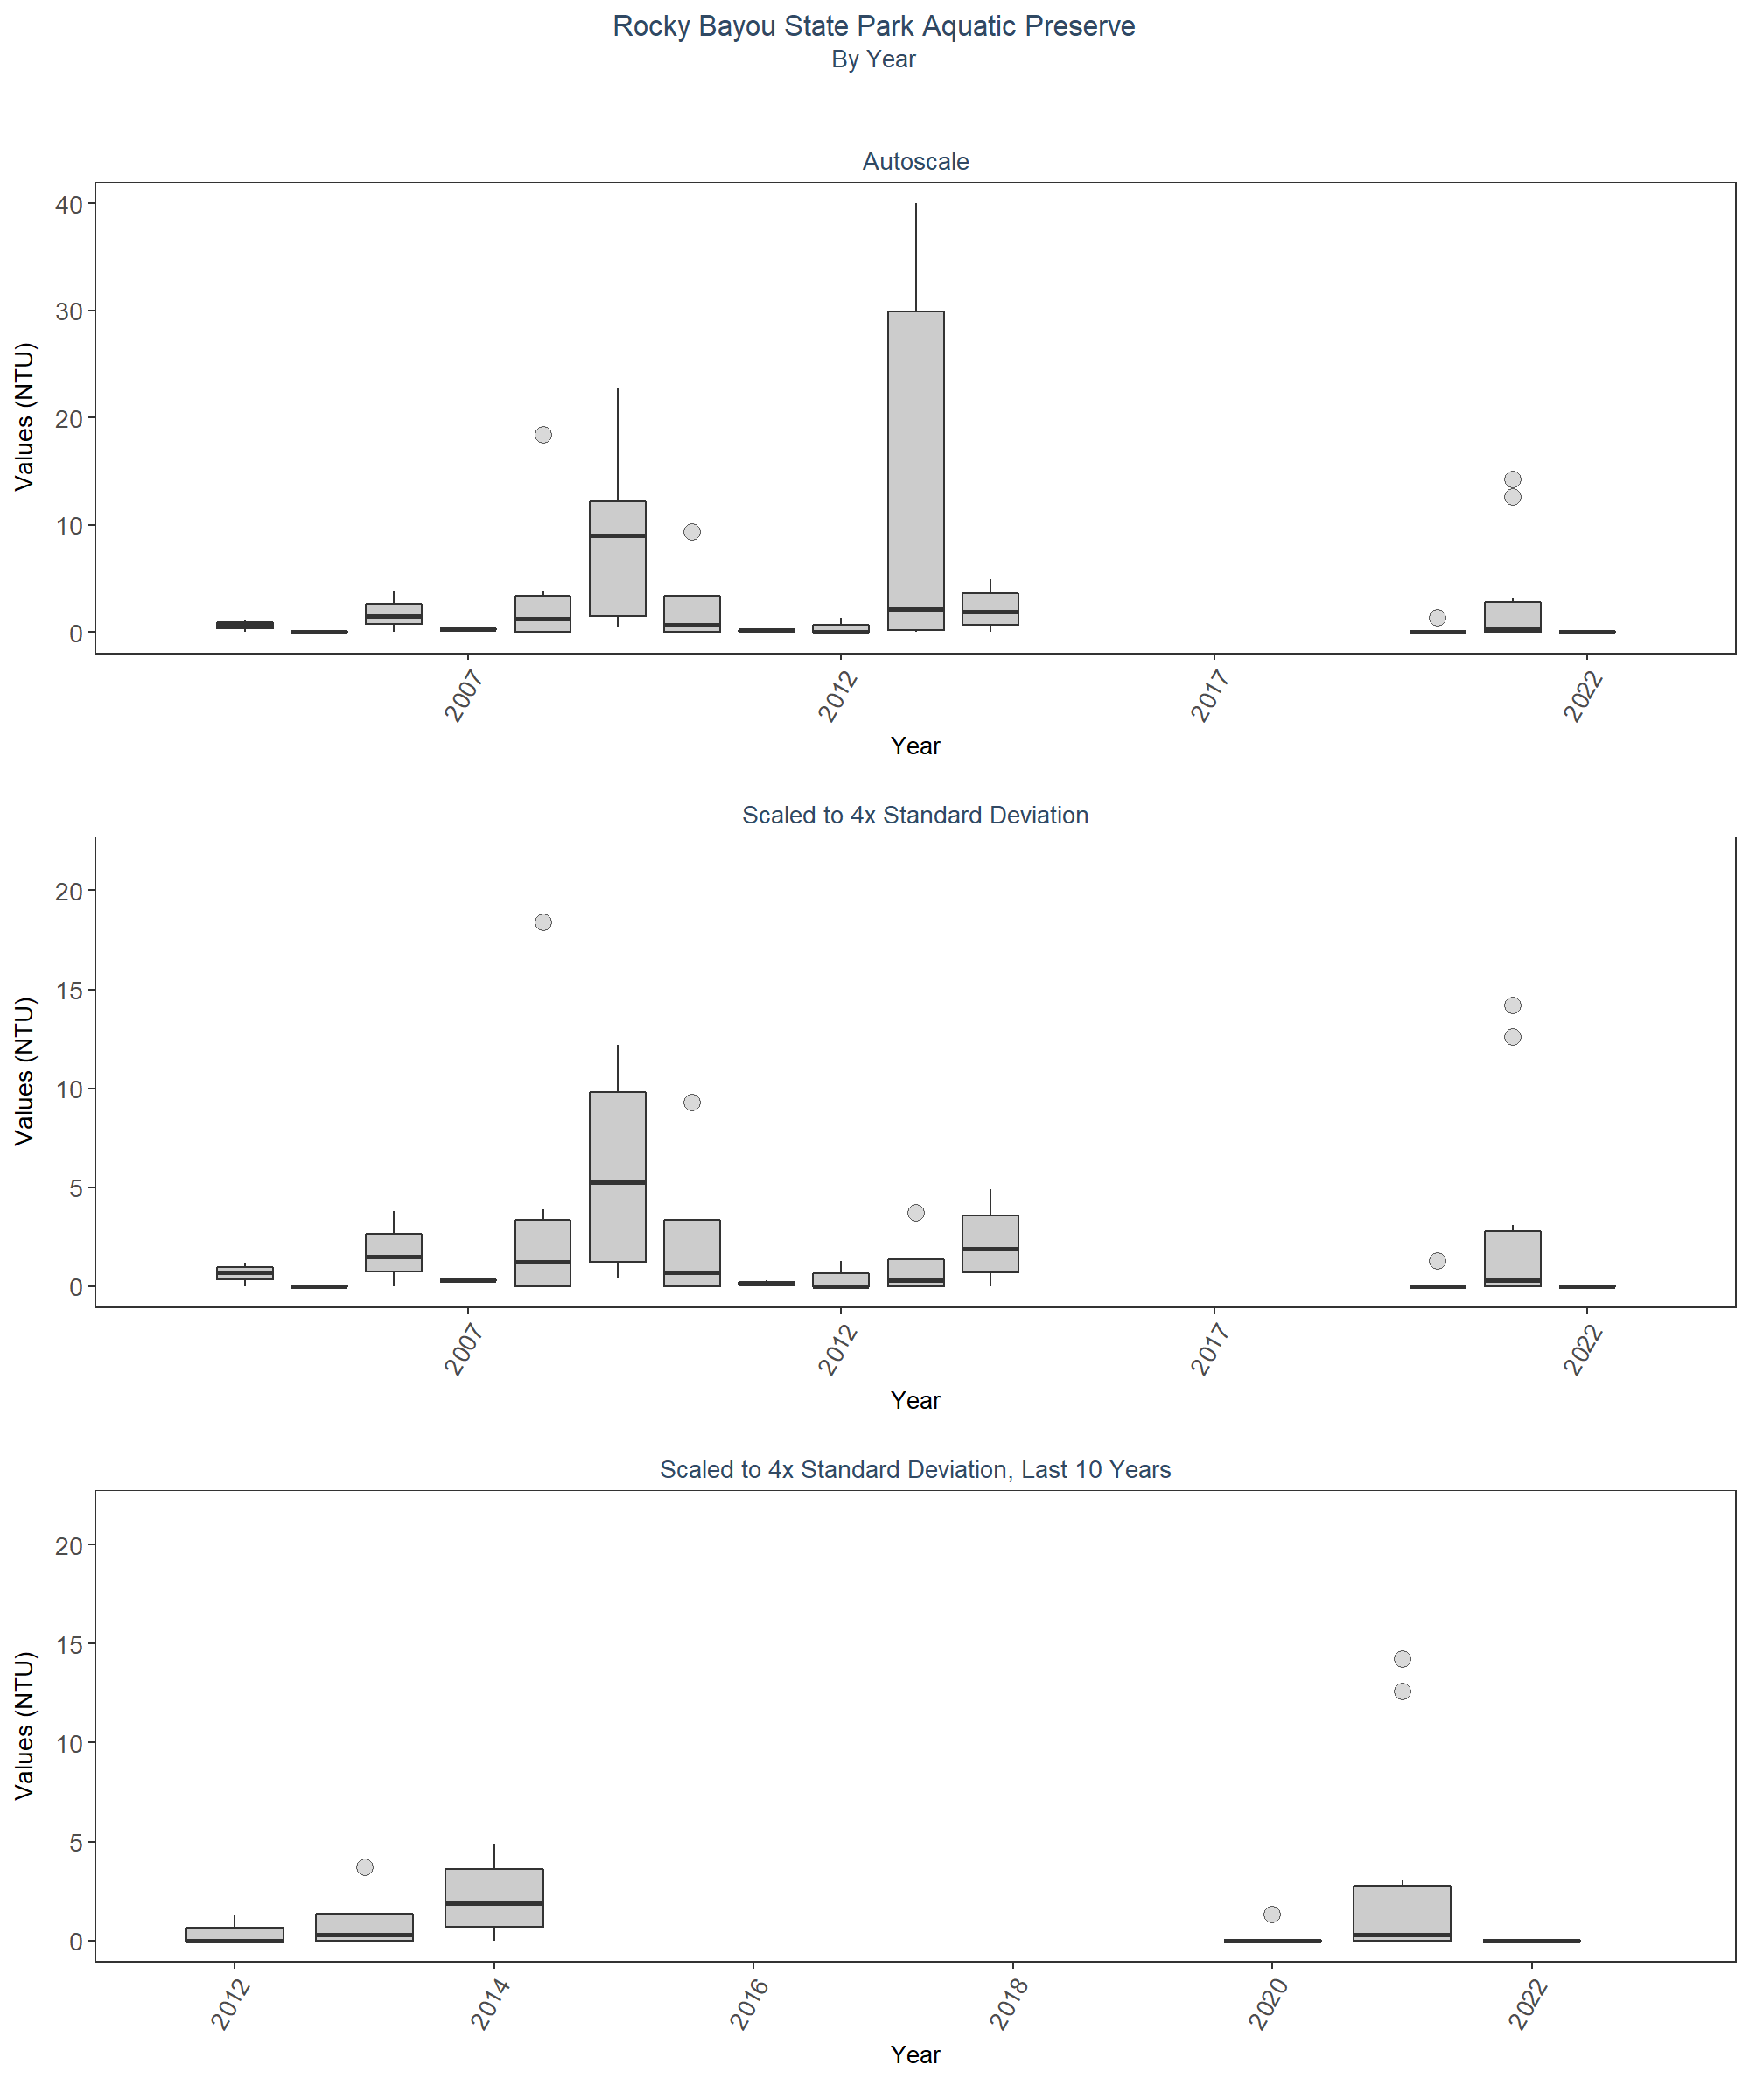 Rocky Bayou State Park Aquatic Preserve
By Year
Autoscale
Values (NTU)
40
30
20
10
0
2007
2012
2017
2022
Year
Scaled to 4x Standard Deviation
Values (NTU)
20
15
10
5
0
2007
2012
2017
2022
Year
Scaled to 4x Standard Deviation, Last 10 Years
Values (NTU)
20
15
10
5
0
2012
2014
2016
2018
2020
2022
Year